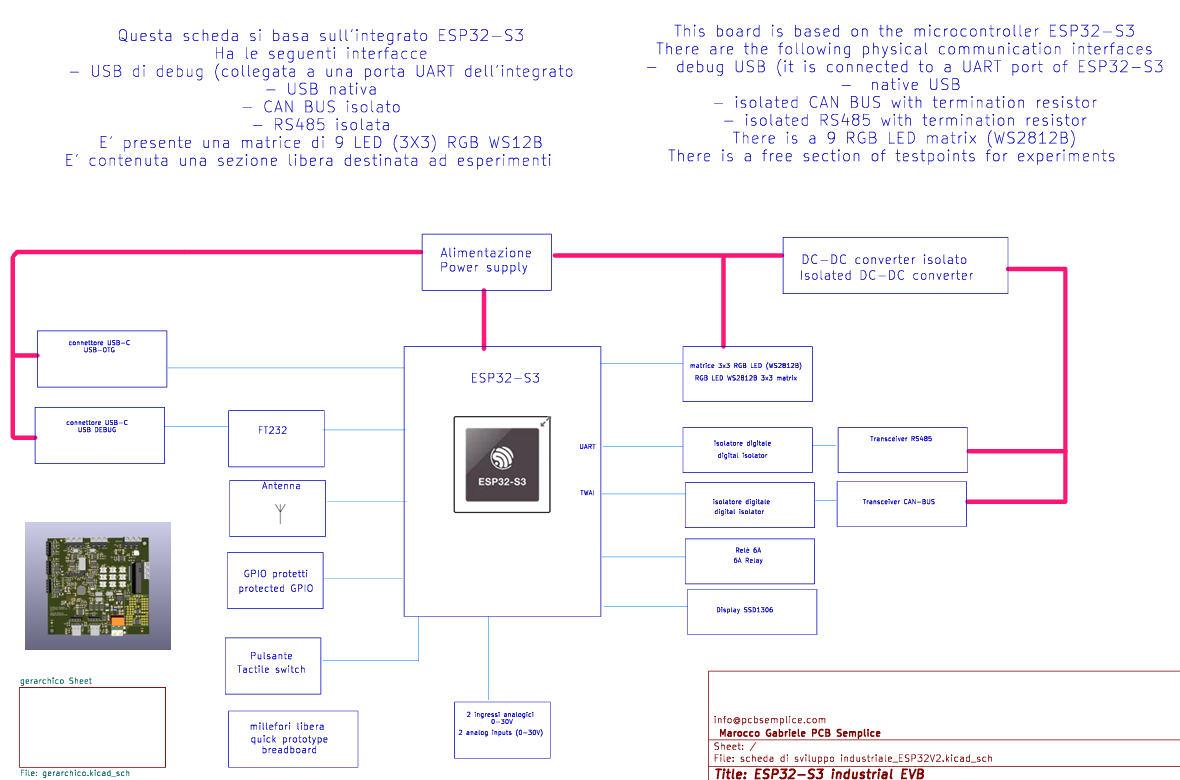 Questa scheda si basa sull'integrato ESP32-S3
Ha le seguenti interfacce
- USB di debug (collegata a una porta UART dell'integrato
- USB nativa
- CAN BUS isolato
- RS485 isolata
E' presente una matrice di 9 LED (3X3) RGB WS12B
E' contenuta una sezione libera destinata ad esperimenti
This board is based on the microcontroller ESP32-S3
There are the following physical communication interfaces
- debug USB (it is connected to a UART port of ESP32-S3
- native USB
- isolated CAN BUS with termination resistor
- isolated RS485 with termination resistor
There is a 9 RGB LED matrix (WS2812B)
There is a free section of testpoints for experiments
Alimentazione
Power supply
DC-DC converter isolato
Isolated DC-DC converter
connettore USB-C
USB-OTG
ESP32-S3
matrice 3x3 RGB LED (WS2812B)
RGB LED WS2812B 3x3 matrix
connettore USB-C
USB DEBUG
FT232
ESP32-S3
UART
isolatore digitale
digital isolator
Transceiver RS485
Antenna
TWAI
isolatore digitale
digital isolator
Transceiver CAN-BUS
GPIO protetti
protected GPIO
Relè 6A
6A Relay
Display SSD1306
Pulsante
Tactile switch
millefori libera
quick prototype
breadboard
2 ingressi analogici
0-30V
2 analog inputs (0-30V)
gerarchico Sheet
File: gerarchico.kicad_sch
info@pcbsemplice.com
Marocco Gabriele PCB Semplice
Sheet: /
File: scheda di sviluppo industriale_ESP32V2.kicad_sch
Title: ESP32-S3 industrial EVB